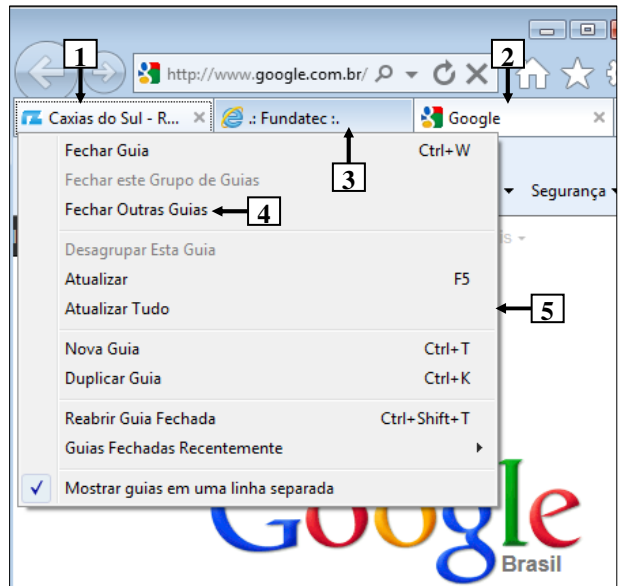 1
2
http://www.google.com.br/
Caxias do Sul - R...
.: Fundatec :.
Google
3
Fechar Guia Ctrl+W
Fechar este Grupo de Guias
Fechar Outras Guias
4
Segurança
is
Desagrupar Esta Guia
Atualizar F5
Atualizar Tudo
5
Nova Guia Ctrl+T
Duplicar Guia Ctrl+K
Reabrir Guia Fechada Ctrl+Shift+T
Guias Fechadas Recentemente
Mostrar guias em uma linha separada
Google
Brasil